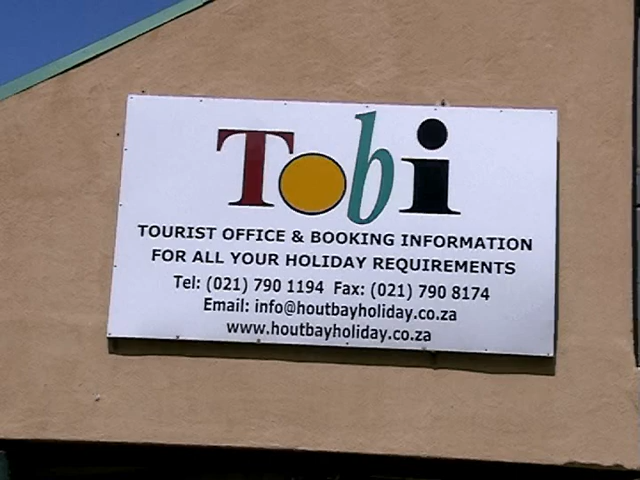 Tobi
TOURIST OFFICE & BOOKING INFORMATION
FOR ALL YOUR HOLIDAY REQUIREMENTS
Tel: (021) 790 1194 Fax: (021) 790 8174
Email: info@houtbayholiday.co.za
www.houtbayholiday.co.za